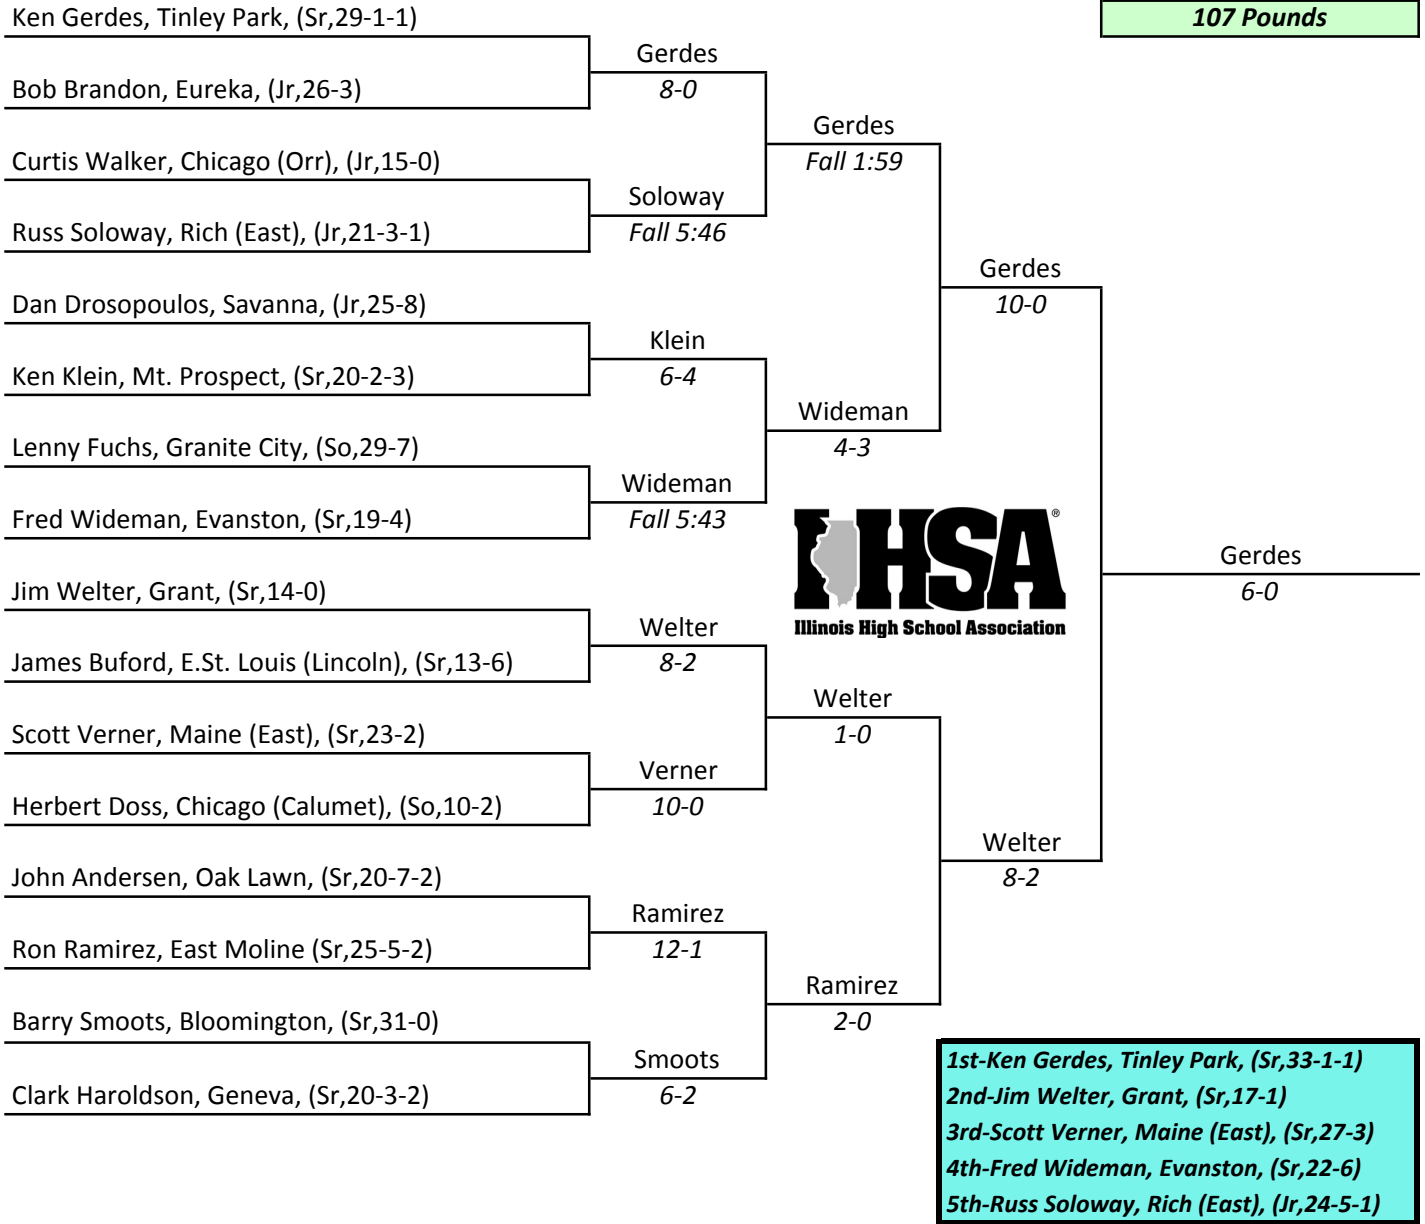 Ken Gerdes, Tinley Park, (Sr,29-1-1)
107 Pounds
Gerdes
8-0
Bob Brandon, Eureka, (Jr,26-3)
Gerdes
Fall 1:59
Curtis Walker, Chicago (Orr), (Jr,15-0)
Soloway
Fall 5:46
Russ Soloway, Rich (East), (Jr,21-3-1)
Gerdes
10-0
Dan Drosopoulos, Savanna, (Jr,25-8)
Klein
6-4
Ken Klein, Mt. Prospect, (Sr,20-2-3)
Wideman
4-3
Lenny Fuchs, Granite City, (So,29-7)
Wideman
Fall 5:43
Fred Wideman, Evanston, (Sr,19-4)
IHSA®
Illinois High School Association
Gerdes
6-0
Jim Welter, Grant, (Sr,14-0)
Welter
8-2
James Buford, E.St. Louis (Lincoln), (Sr,13-6)
Welter
1-0
Scott Verner, Maine (East), (Sr,23-2)
Verner
10-0
Herbert Doss, Chicago (Calumet), (So,10-2)
Welter
8-2
John Andersen, Oak Lawn, (Sr,20-7-2)
Ramirez
12-1
Ron Ramirez, East Moline (Sr,25-5-2)
Ramirez
2-0
Barry Smoots, Bloomington, (Sr,31-0)
Smoots
6-2
Clark Haroldson, Geneva, (Sr,20-3-2)
1st-Ken Gerdes, Tinley Park, (Sr,33-1-1)
2nd-Jim Welter, Grant, (Sr,17-1)
3rd-Scott Verner, Maine (East), (Sr,27-3)
4th-Fred Wideman, Evanston, (Sr,22-6)
5th-Russ Soloway, Rich (East), (Jr,24-5-1)